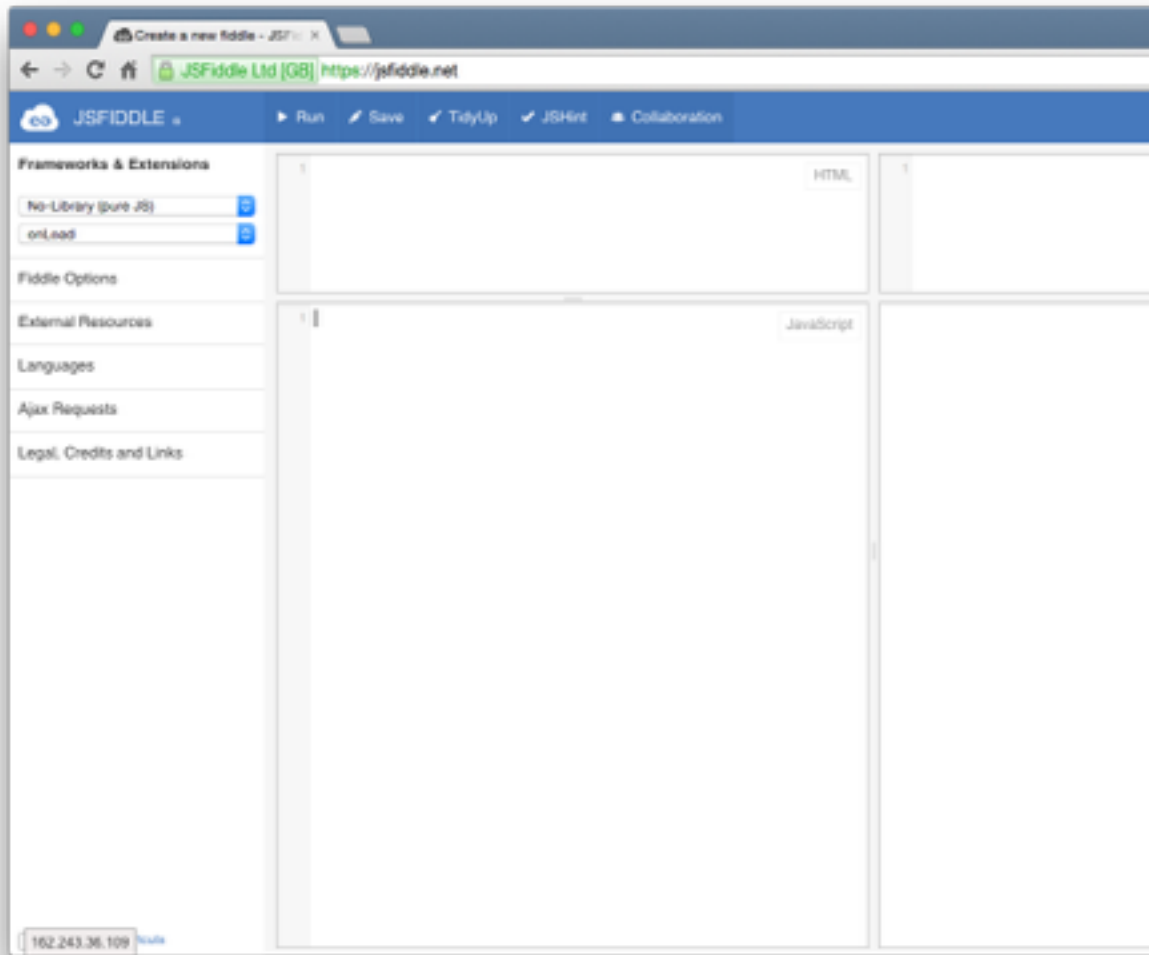 Create a new fiddle - JSFi
JSFiddle Ltd [GB] https://jsfiddle.net
JSFIDDLE
Run Save TidyUp JSHint Collaboration
Frameworks & Extensions
No-Library (pure JS)
onLoad
Fiddle Options
External Resources
Languages
Ajax Requests
Legal, Credits and Links
1
HTML
1
1
JavaScript
162.243.36.109